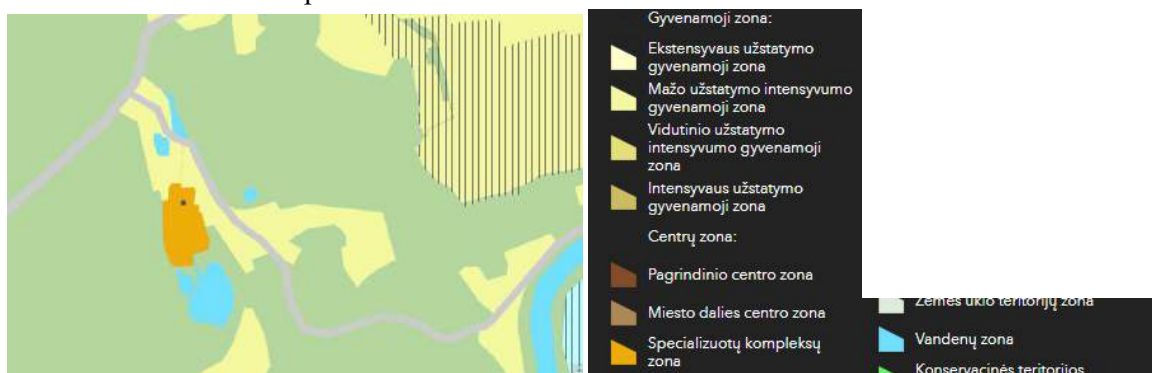 Gyvenamoji zona:
Ekstensyvaus užstatymo
gyvenamoji zona
Mažo užstatymo intensyvumo
gyvenamoji zona
Vidutinio užstatymo
intensyvumo gyvenamoji
zona
Intensyvaus užstatymo
gyvenamoji zona
Centrų zona:
Pagrindinio centro zona
Miesto dalies centro zona
Specializuotų kompleksų
zona
Žemės ūkio teritorijų zona
Vandenų zona
Konservacinės teritorijos